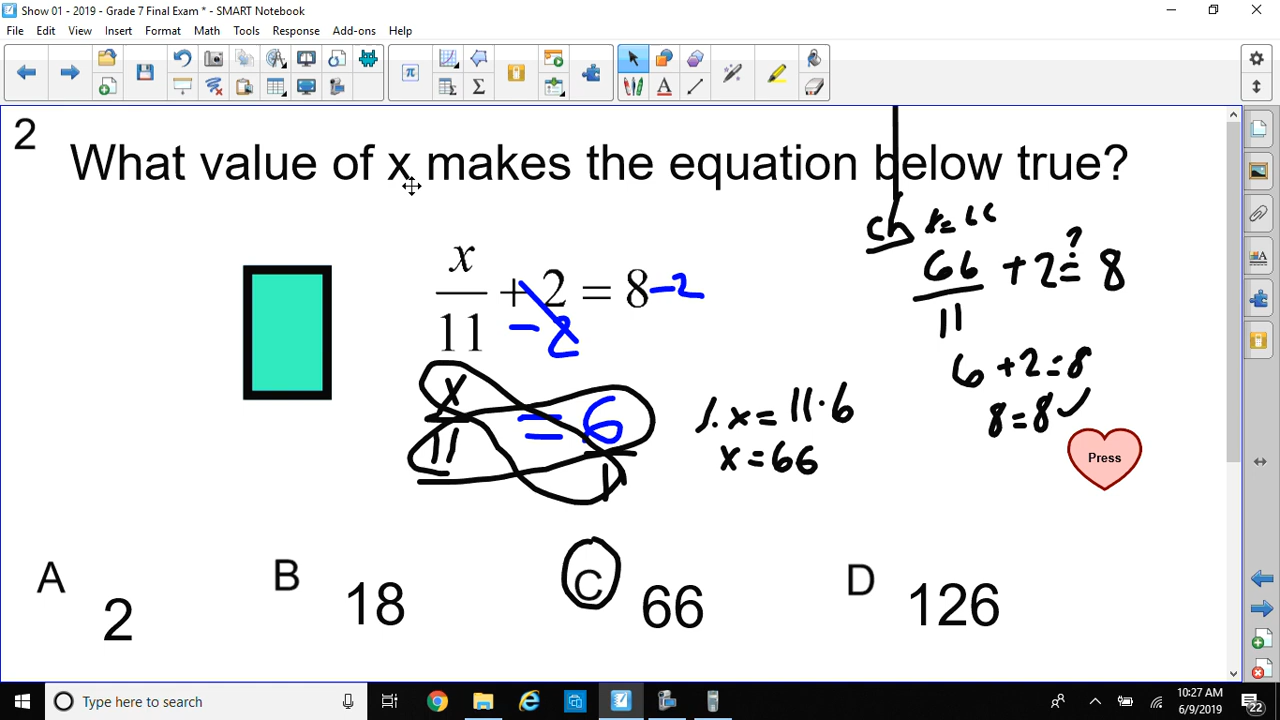 Show 01 - 2019 - Grade 7 Final Exam * - SMART Notebook
File Edit View Insert Format Math Tools Response Add-ons Help
2
What value of x makes the equation below true?
ch x=66
x/11 + 2 = 8 -2
-2
66/11 + 2 ?= 8
6 + 2 = 8
8 = 8 ✓
x/11 = 6/1
1. x = 11·6
x = 66
Press
A 2
B 18
C 66
D 126
Type here to search
10:27 AM
6/9/2019
22